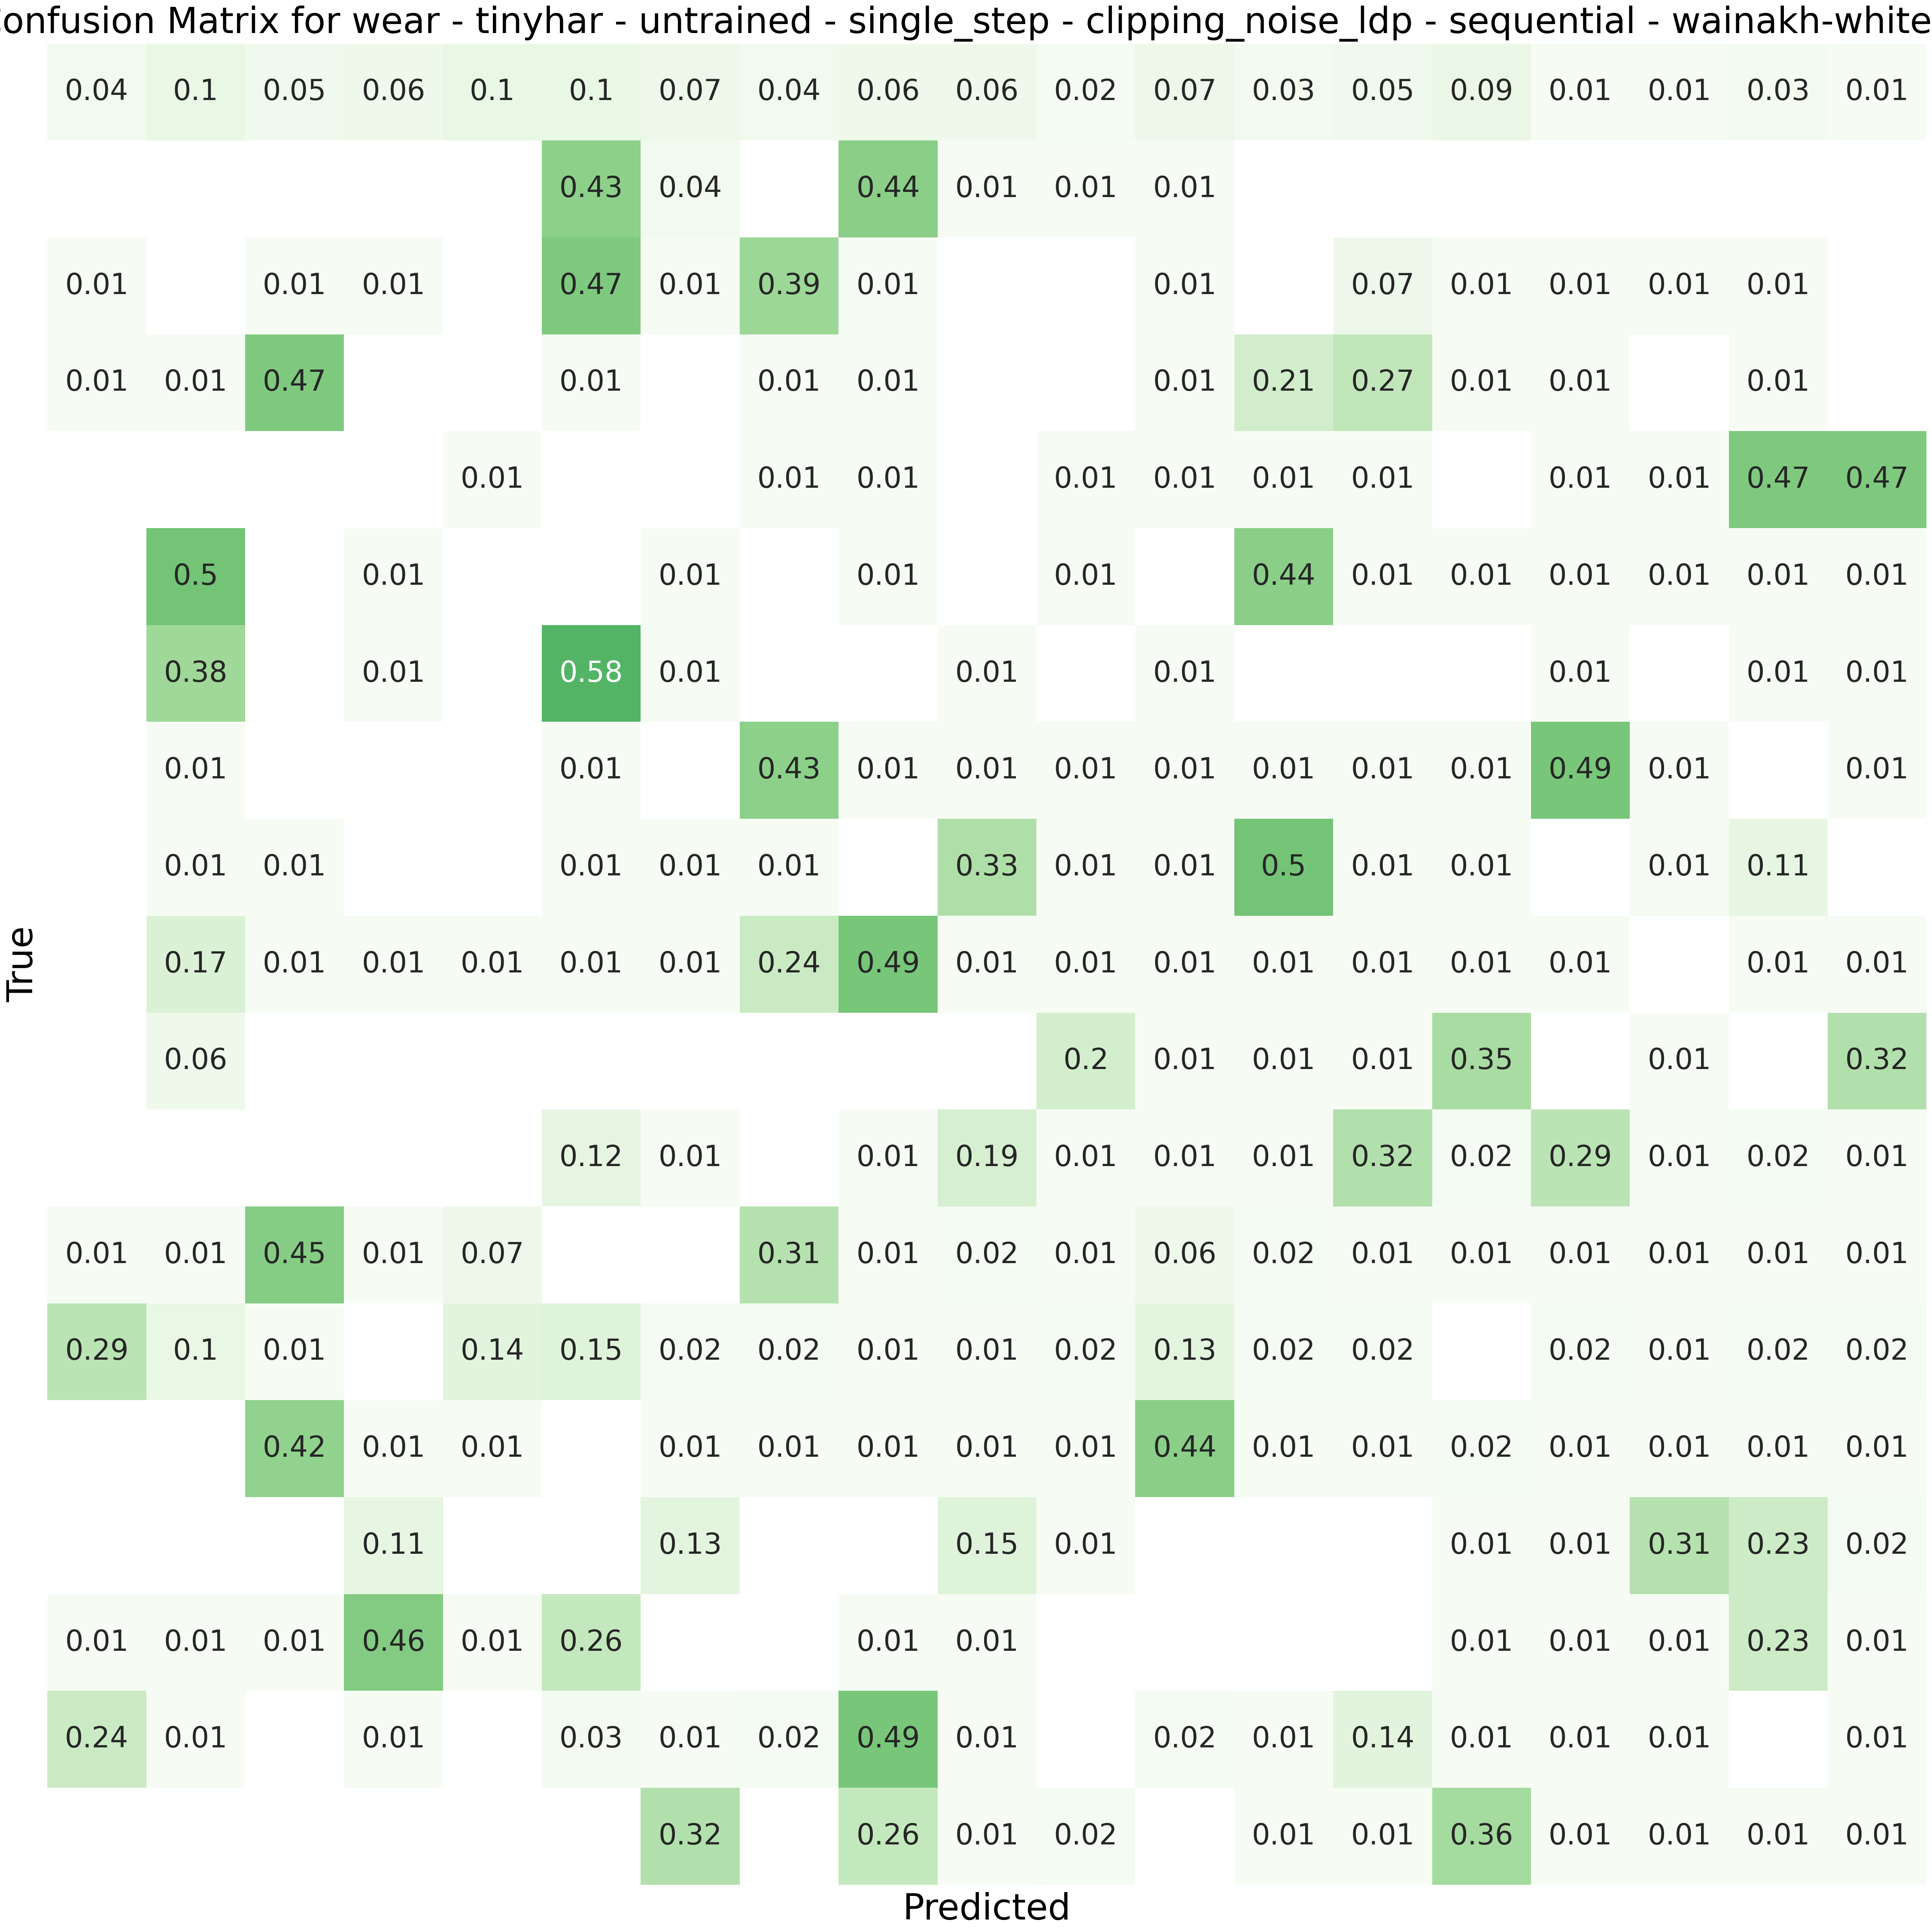 onfusion Matrix for wear - tinyhar - untrained - single_step - clipping_noise_ldp - sequential - wainakh-white
0.04 0.1 0.05 0.06 0.1 0.1 0.07 0.04 0.06 0.06 0.02 0.07 0.03 0.05 0.09 0.01 0.01 0.03 0.01
0.43 0.04 0.44 0.01 0.01 0.01
0.01 0.01 0.01 0.47 0.01 0.39 0.01 0.01 0.07 0.01 0.01 0.01 0.01
0.01 0.01 0.47 0.01 0.01 0.01 0.01 0.21 0.27 0.01 0.01 0.01
0.01 0.01 0.01 0.01 0.01 0.01 0.01 0.01 0.01 0.47 0.47
0.5 0.01 0.01 0.01 0.01 0.44 0.01 0.01 0.01 0.01 0.01 0.01
0.38 0.01 0.58 0.01 0.01 0.01 0.01 0.01 0.01
0.01 0.01 0.43 0.01 0.01 0.01 0.01 0.01 0.01 0.01 0.49 0.01 0.01
0.01 0.01 0.01 0.01 0.01 0.33 0.01 0.01 0.5 0.01 0.01 0.01 0.11
0.17 0.01 0.01 0.01 0.01 0.01 0.24 0.49 0.01 0.01 0.01 0.01 0.01 0.01 0.01 0.01 0.01
0.06 0.2 0.01 0.01 0.01 0.35 0.01 0.32
0.12 0.01 0.01 0.19 0.01 0.01 0.01 0.32 0.02 0.29 0.01 0.02 0.01
0.01 0.01 0.45 0.01 0.07 0.31 0.01 0.02 0.01 0.06 0.02 0.01 0.01 0.01 0.01 0.01 0.01
0.29 0.1 0.01 0.14 0.15 0.02 0.02 0.01 0.01 0.02 0.13 0.02 0.02 0.02 0.01 0.02 0.02
0.42 0.01 0.01 0.01 0.01 0.01 0.01 0.01 0.44 0.01 0.01 0.02 0.01 0.01 0.01 0.01
0.11 0.13 0.15 0.01 0.01 0.01 0.31 0.23 0.02
0.01 0.01 0.01 0.46 0.01 0.26 0.01 0.01 0.01 0.01 0.01 0.23 0.01
0.24 0.01 0.01 0.03 0.01 0.02 0.49 0.01 0.02 0.01 0.14 0.01 0.01 0.01 0.01
0.32 0.26 0.01 0.02 0.01 0.01 0.36 0.01 0.01 0.01 0.01
True
Predicted